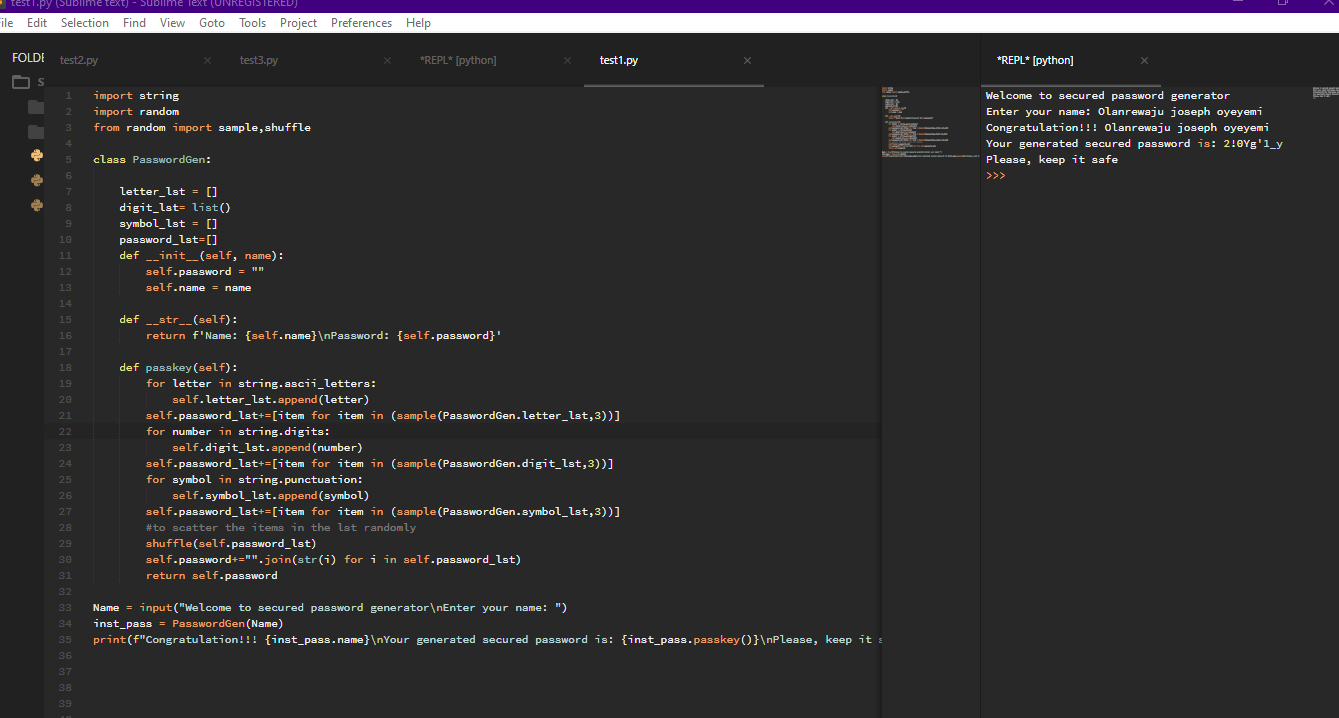 test1.py (Sublime text) - Sublime Text (UNREGISTERED)
File Edit Selection Find View Goto Tools Project Preferences Help
FOLDE
S
test2.py × test3.py × *REPL* [python] × test1.py × *REPL* [python] ×
1 import string
2 import random
3 from random import sample,shuffle
4
5 class PasswordGen:
6
7 letter_lst = []
8 digit_lst= list()
9 symbol_lst = []
10 password_lst=[]
11 def __init__(self, name):
12 self.password = ""
13 self.name = name
14
15 def __str__(self):
16 return f'Name: {self.name}\nPassword: {self.password}'
17
18 def passkey(self):
19 for letter in string.ascii_letters:
20 self.letter_lst.append(letter)
21 self.password_lst+=[item for item in (sample(PasswordGen.letter_lst,3))]
22 for number in string.digits:
23 self.digit_lst.append(number)
24 self.password_lst+=[item for item in (sample(PasswordGen.digit_lst,3))]
25 for symbol in string.punctuation:
26 self.symbol_lst.append(symbol)
27 self.password_lst+=[item for item in (sample(PasswordGen.symbol_lst,3))]
28 #to scatter the items in the lst randomly
29 shuffle(self.password_lst)
30 self.password+="".join(str(i) for i in self.password_lst)
31 return self.password
32
33 Name = input("Welcome to secured password generator\nEnter your name: ")
34 inst_pass = PasswordGen(Name)
35 print(f"Congratulation!!! {inst_pass.name}\nYour generated secured password is: {inst_pass.passkey()}\nPlease, keep it s
36
37
38
39
Welcome to secured password generator
Enter your name: Olanrewaju joseph oyeyemi
Congratulation!!! Olanrewaju joseph oyeyemi
Your generated secured password is: 2!0Yg'1_y
Please, keep it safe
>>>